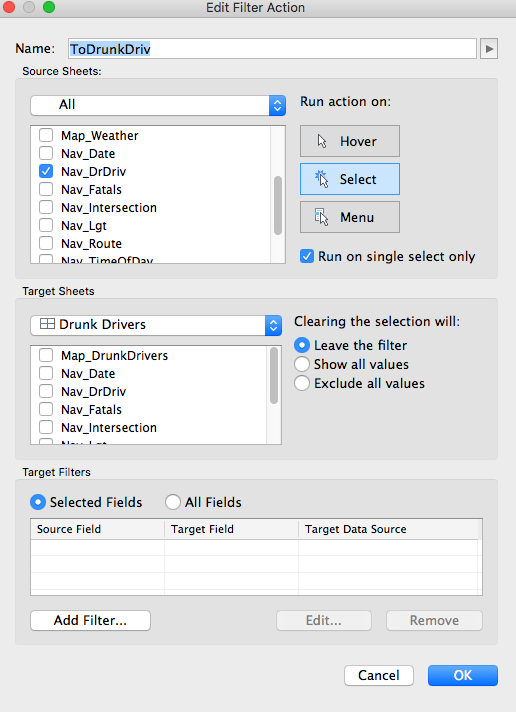 Edit Filter Action
Name: ToDrunkDriv
Source Sheets:
All
Run action on:
Map_Weather
Nav_Date
Nav_DrDriv
Nav_Fatals
Nav_Intersection
Nav_Lgt
Nav_Route
Nav_TimeOfDay
Hover
Select
Menu
Run on single select only
Target Sheets
Drunk Drivers
Clearing the selection will:
Map_DrunkDrivers
Nav_Date
Nav_DrDriv
Nav_Fatals
Nav_Intersection
Nav_Lgt
Leave the filter
Show all values
Exclude all values
Target Filters
Selected Fields All Fields
Source Field Target Field Target Data Source
Add Filter... Edit... Remove
Cancel OK